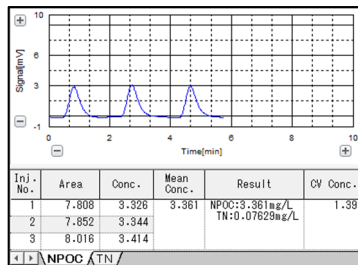 10
6
3
-1
Signal[mV]
0 2 4 6 8 10
Time[min]
Inj. No. Area Conc. Mean Conc. Result CV Conc.
1 7.808 3.326 3.361 NPOC:3.361mg/L 1.39
TN:0.07629mg/L
2 7.852 3.344
3 8.016 3.414
NPOC TN